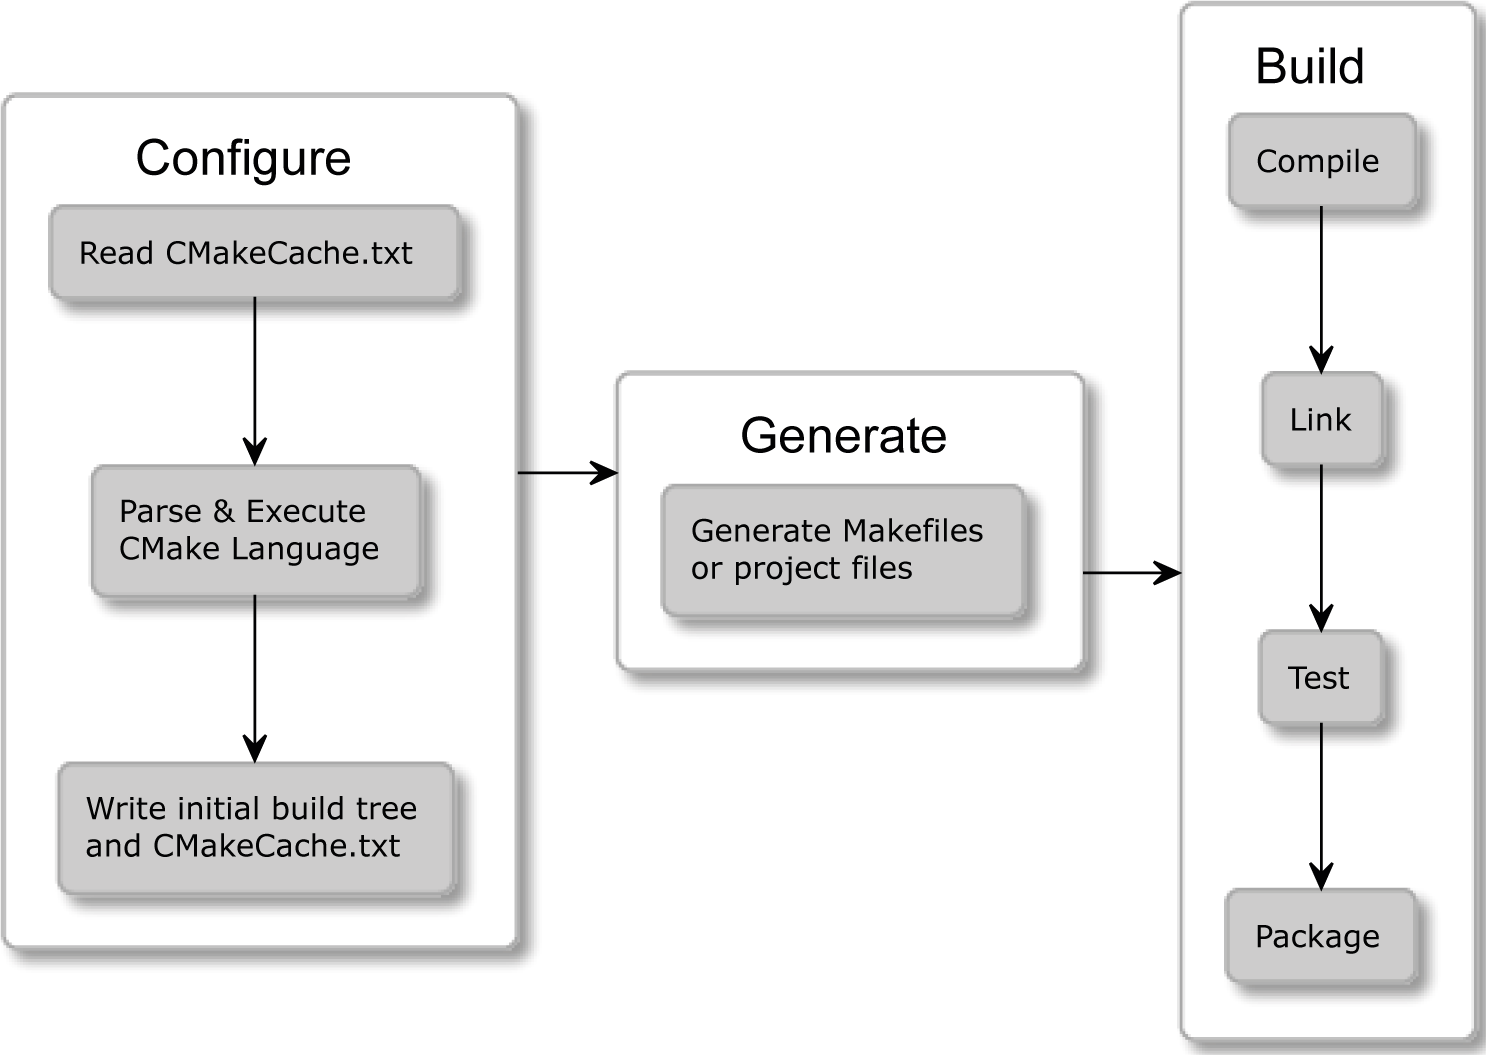 Configure
Read CMakeCache.txt
Parse & Execute
CMake Language
Write initial build tree
and CMakeCache.txt
Generate
Generate Makefiles
or project files
Build
Compile
Link
Test
Package